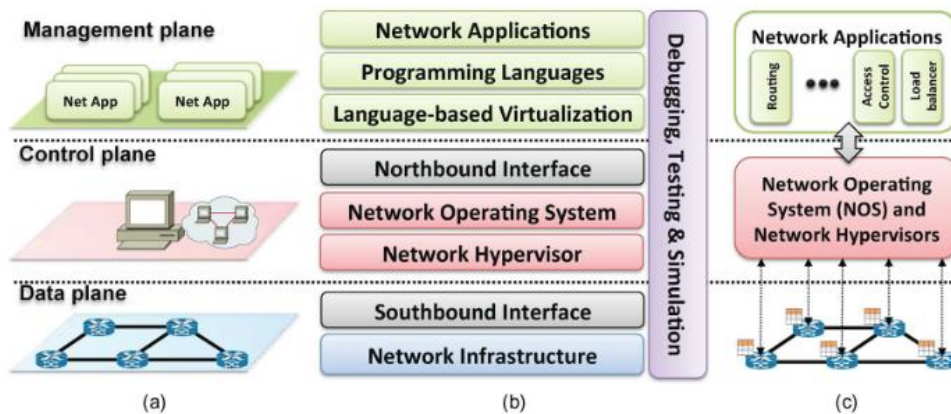 Management plane
Net App
Net App
Control plane
Data plane
(a)
Network Applications
Programming Languages
Language-based Virtualization
Northbound Interface
Network Operating System
Network Hypervisor
Southbound Interface
Network Infrastructure
Debugging, Testing & Simulation
(b)
Network Applications
Routing
Access
Control
Load
balancer
Network Operating
System (NOS) and
Network Hypervisors
(c)